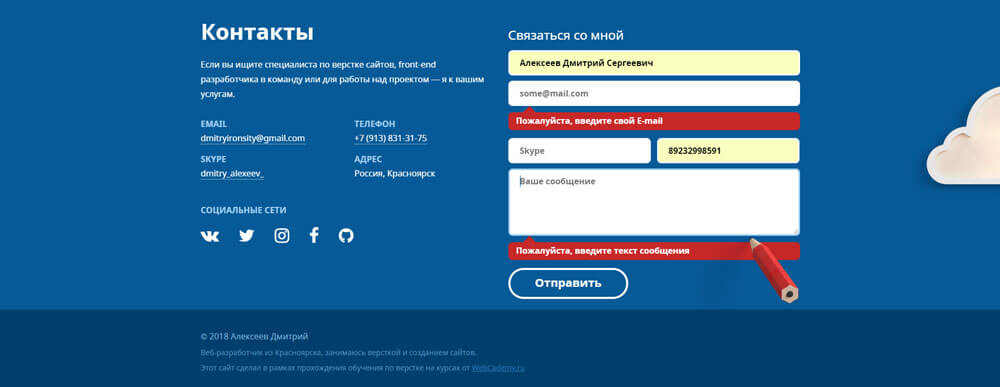 Контакты
Если вы ищите специалиста по верстке сайтов, front-end
разработчика в команду или для работы над проектом — я к вашим
услугам.
EMAIL
dmitryironsity@gmail.com
ТЕЛЕФОН
+7 (913) 831-31-75
SKYPE
dmitry_alexeev_
АДРЕС
Россия, Красноярск
СОЦИАЛЬНЫЕ СЕТИ
Связаться со мной
Алексеев Дмитрий Сергеевич
some@mail.com
Пожалуйста, введите свой E-mail
Skype
89232998591
Ваше сообщение
Пожалуйста, введите текст сообщения
Отправить
© 2018 Алексеев Дмитрий
Веб-разработчик из Красноярска, занимаюсь версткой и созданием сайтов.
Этот сайт сделал в рамках прохождения обучения по верстке на курсах от WebCademy.ru